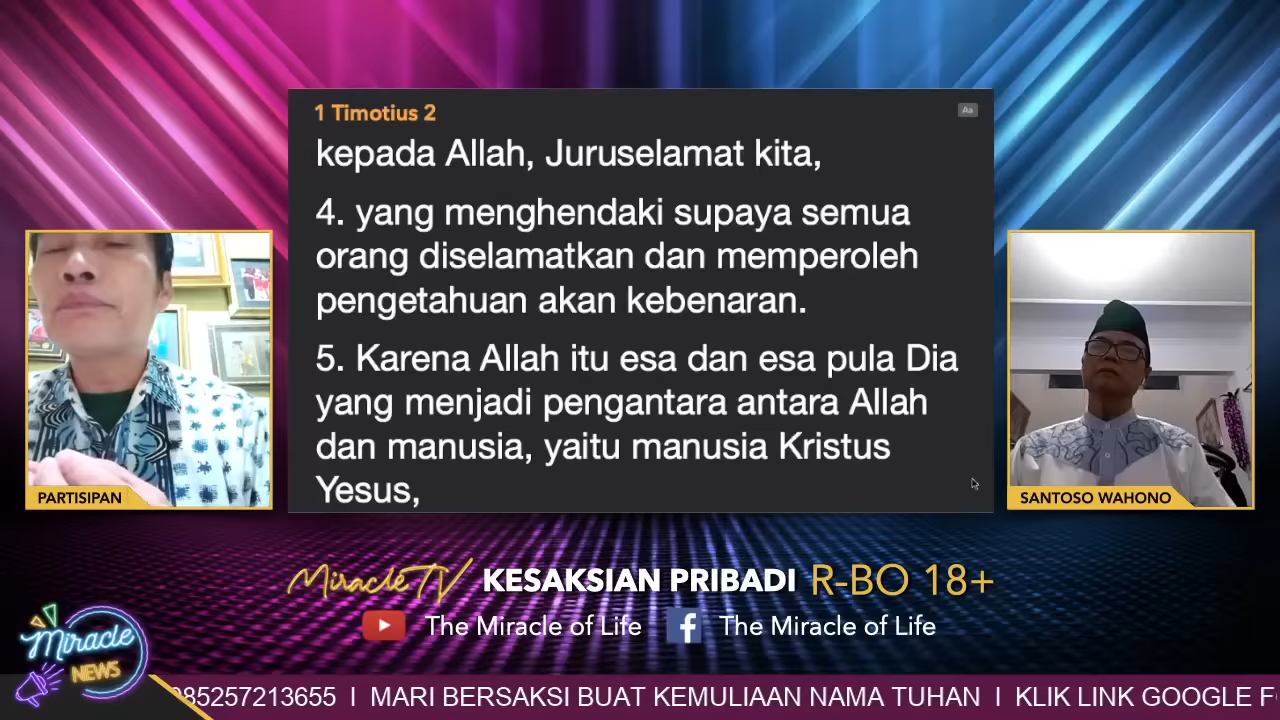 1 Timotius 2
Aa
kepada Allah, Juruselamat kita,
4. yang menghendaki supaya semua
orang diselamatkan dan memperoleh
pengetahuan akan kebenaran.
5. Karena Allah itu esa dan esa pula Dia
yang menjadi pengantara antara Allah
dan manusia, yaitu manusia Kristus
Yesus,
PARTISIPAN
SANTOSO WAHONO
MiracleTV KESAKSIAN PRIBADI R-BO 18+
The Miracle of Life f The Miracle of Life
Miracle
NEWS
85257213655 I MARI BERSAKSI BUAT KEMULIAAN NAMA TUHAN I KLIK LINK GOOGLE